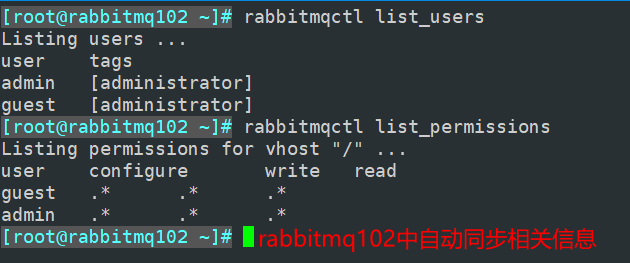 [root@rabbitmq102 ~]# rabbitmqctl list_users
Listing users ...
user    tags
admin   [administrator]
guest   [administrator]
[root@rabbitmq102 ~]# rabbitmqctl list_permissions
Listing permissions for vhost "/" ...
user    configure       write   read
guest   .*      .*      .*
admin   .*      .*      .*
[root@rabbitmq102 ~]# rabbitmq102中自动同步相关信息